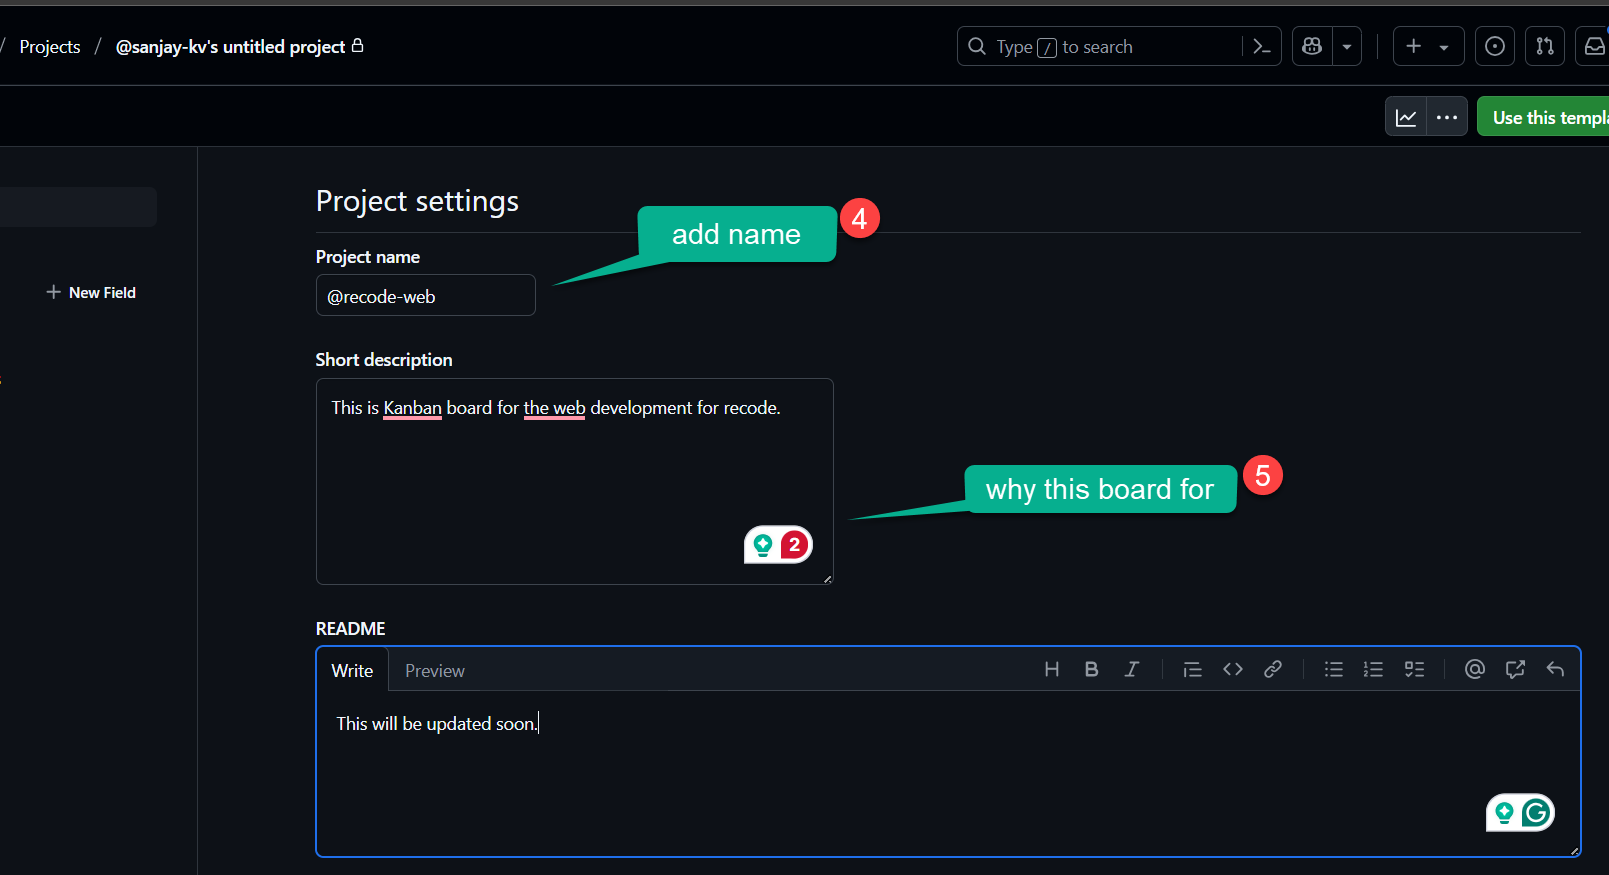 / Projects / @sanjay-kv's untitled project
Type / to search
Use this templa
Project settings
add name
4
Project name
@recode-web
New Field
Short description
This is Kanban board for the web development for recode.
why this board for
5
2
README
Write
Preview
This will be updated soon.